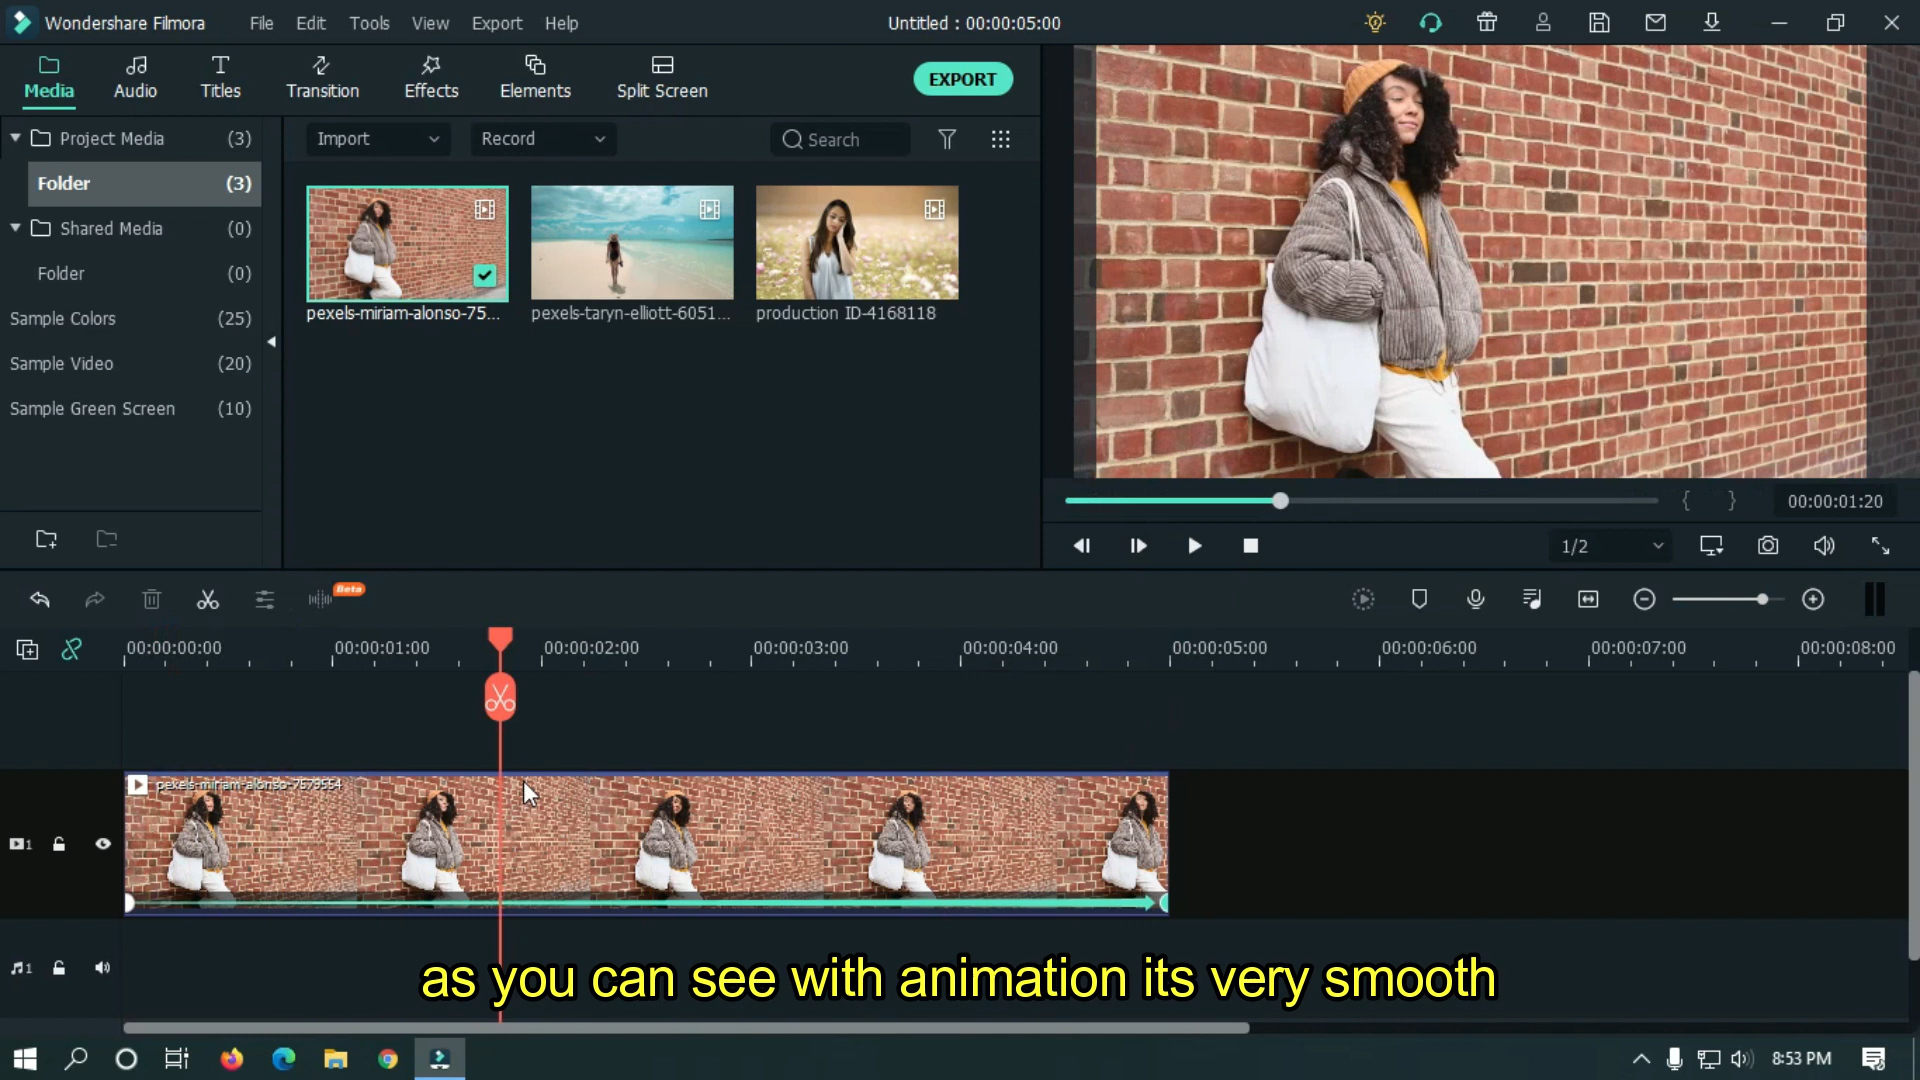 Wondershare Filmora File Edit Tools View Export Help Untitled : 00:00:05:00
Media Audio Titles Transition Effects Elements Split Screen EXPORT
Project Media (3)
Folder (3)
Shared Media (0)
Folder (0)
Sample Colors (25)
Sample Video (20)
Sample Green Screen (10)
Import Record Search
pexels-miriam-alonso-75... pexels-taryn-elliott-6051... production ID-4168118
00:00:01:20
1/2
Beta
00:00:00:00 00:00:01:00 00:00:02:00 00:00:03:00 00:00:04:00 00:00:05:00 00:00:06:00 00:00:07:00 00:00:08:00
pexels-miriam-alonso-7579554
1
1
as you can see with animation its very smooth
8:53 PM